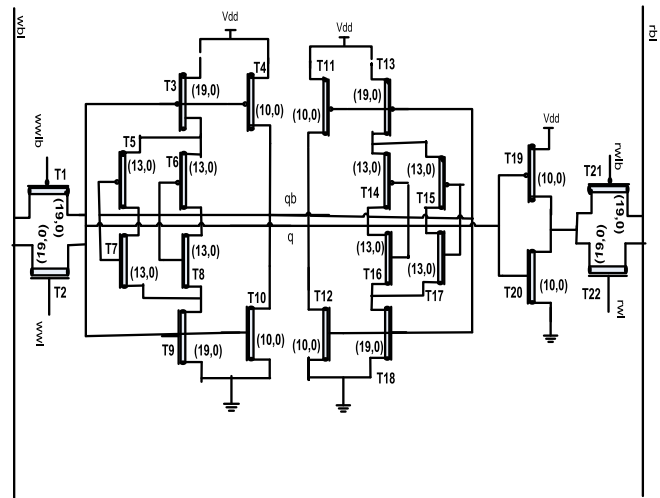 wbl
rbl
Vdd
Vdd
T3
T4
T11
T13
(19,0)
(10,0)
(10,0)
(19,0)
wwlb
T1
T5
T6
(13,0)
(13,0)
(13,0)
T14
T15
(13,0)
Vdd
T19
(10,0)
T21
rwlb
(19,0)
(19,0)
qb
q
(19,0)
(19,0)
T2
wwl
T7
T8
(13,0)
(13,0)
(13,0)
T16
(13,0)
T17
T20
(10,0)
T22
rwl
T9
(19,0)
T10
(10,0)
T12
(10,0)
(19,0)
T18